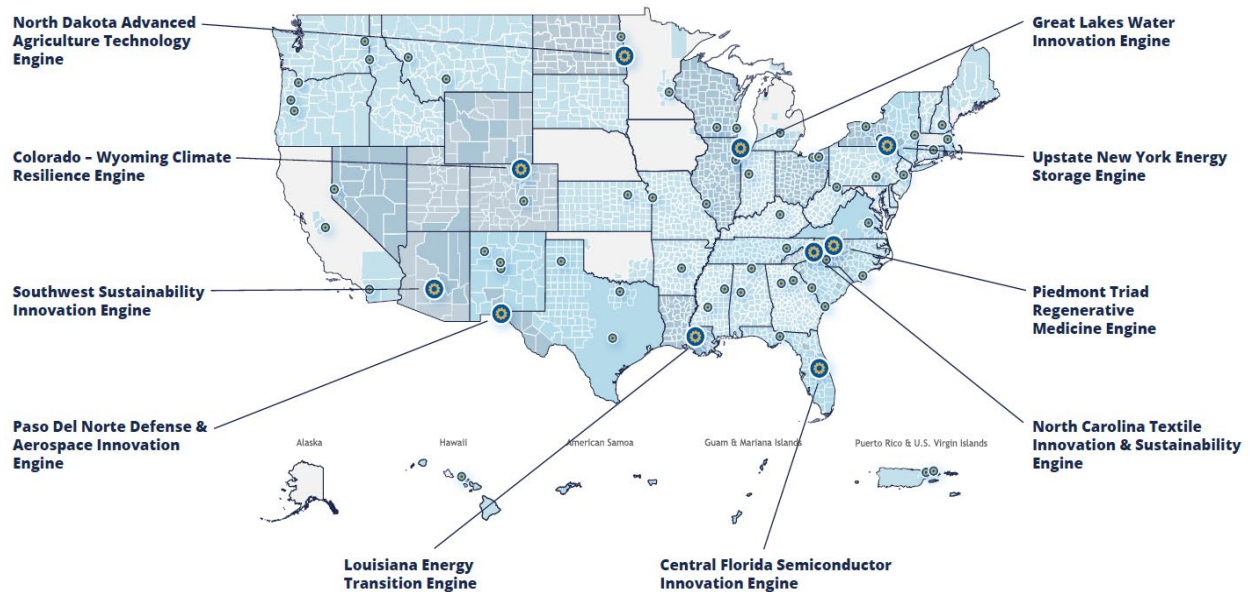 North Dakota Advanced
Agriculture Technology
Engine
Great Lakes Water
Innovation Engine
Colorado – Wyoming Climate
Resilience Engine
Upstate New York Energy
Storage Engine
Southwest Sustainability
Innovation Engine
Piedmont Triad
Regenerative
Medicine Engine
Paso Del Norte Defense &
Aerospace Innovation
Engine
North Carolina Textile
Innovation & Sustainability
Engine
Alaska
Hawaii
American Samoa
Guam & Mariana Islands
Puerto Rico & U.S. Virgin Islands
Louisiana Energy
Transition Engine
Central Florida Semiconductor
Innovation Engine